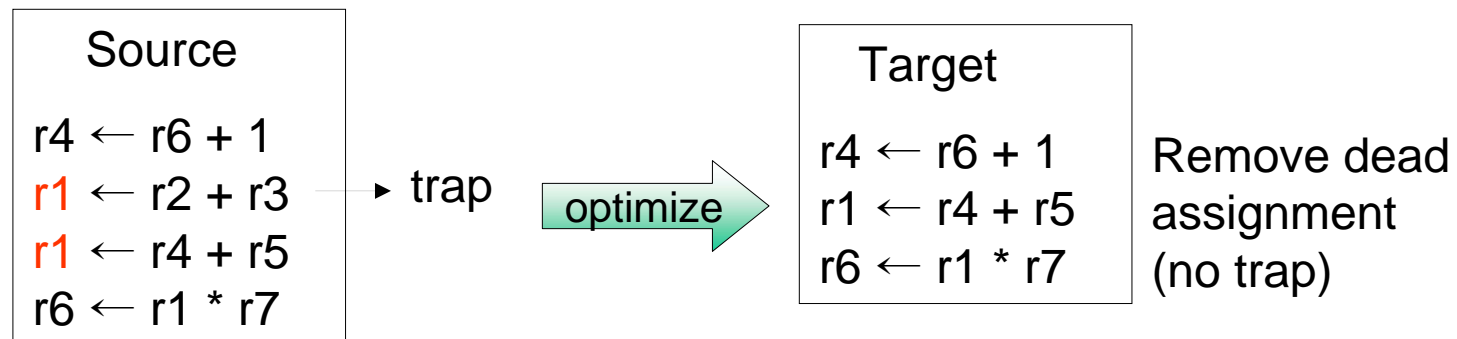 Source
r4 ← r6 + 1
r1 ← r2 + r3
r1 ← r4 + r5
r6 ← r1 * r7
trap
optimize
Target
r4 ← r6 + 1
r1 ← r4 + r5
r6 ← r1 * r7
Remove dead
assignment
(no trap)